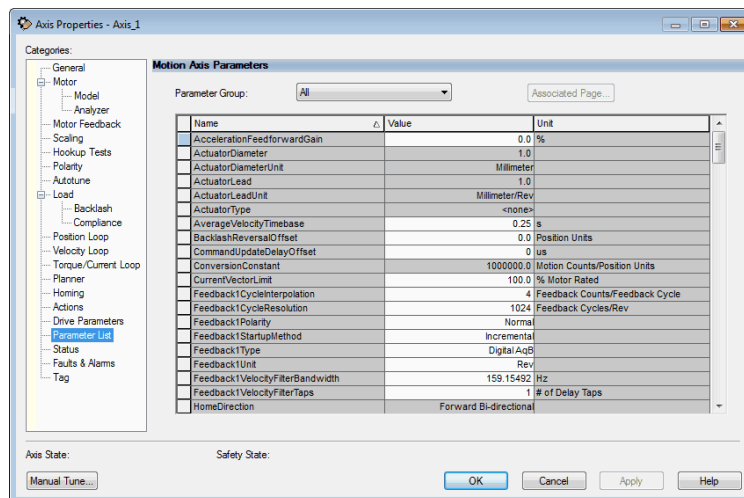 Axis Properties - Axis_1
Categories:
General
Motor
Model
Analyzer
Motor Feedback
Scaling
Hookup Tests
Polarity
Autotune
Load
Backlash
Compliance
Position Loop
Velocity Loop
Torque/Current Loop
Planner
Homing
Actions
Drive Parameters
Parameter List
Status
Faults & Alarms
Tag
Motion Axis Parameters
Parameter Group: All Associated Page...
Name Value Unit
AccelerationFeedforwardGain 0.0 %
ActuatorDiameter 1.0
ActuatorDiameterUnit Millimeter
ActuatorLead 1.0
ActuatorLeadUnit Millimeter/Rev
ActuatorType <none>
AverageVelocityTimebase 0.25 s
BacklashReversalOffset 0.0 Position Units
CommandUpdateDelayOffset 0 us
ConversionConstant 1000000.0 Motion Counts/Position Units
CurrentVectorLimit 100.0 % Motor Rated
Feedback1CycleInterpolation 4 Feedback Counts/Feedback Cycle
Feedback1CycleResolution 1024 Feedback Cycles/Rev
Feedback1Polarity Normal
Feedback1StartupMethod Incremental
Feedback1Type Digital AqB
Feedback1Unit Rev
Feedback1VelocityFilterBandwidth 159.15492 Hz
Feedback1VelocityFilterTaps 1 # of Delay Taps
HomeDirection Forward Bi-directional
Axis State: Safety State:
Manual Tune... OK Cancel Apply Help